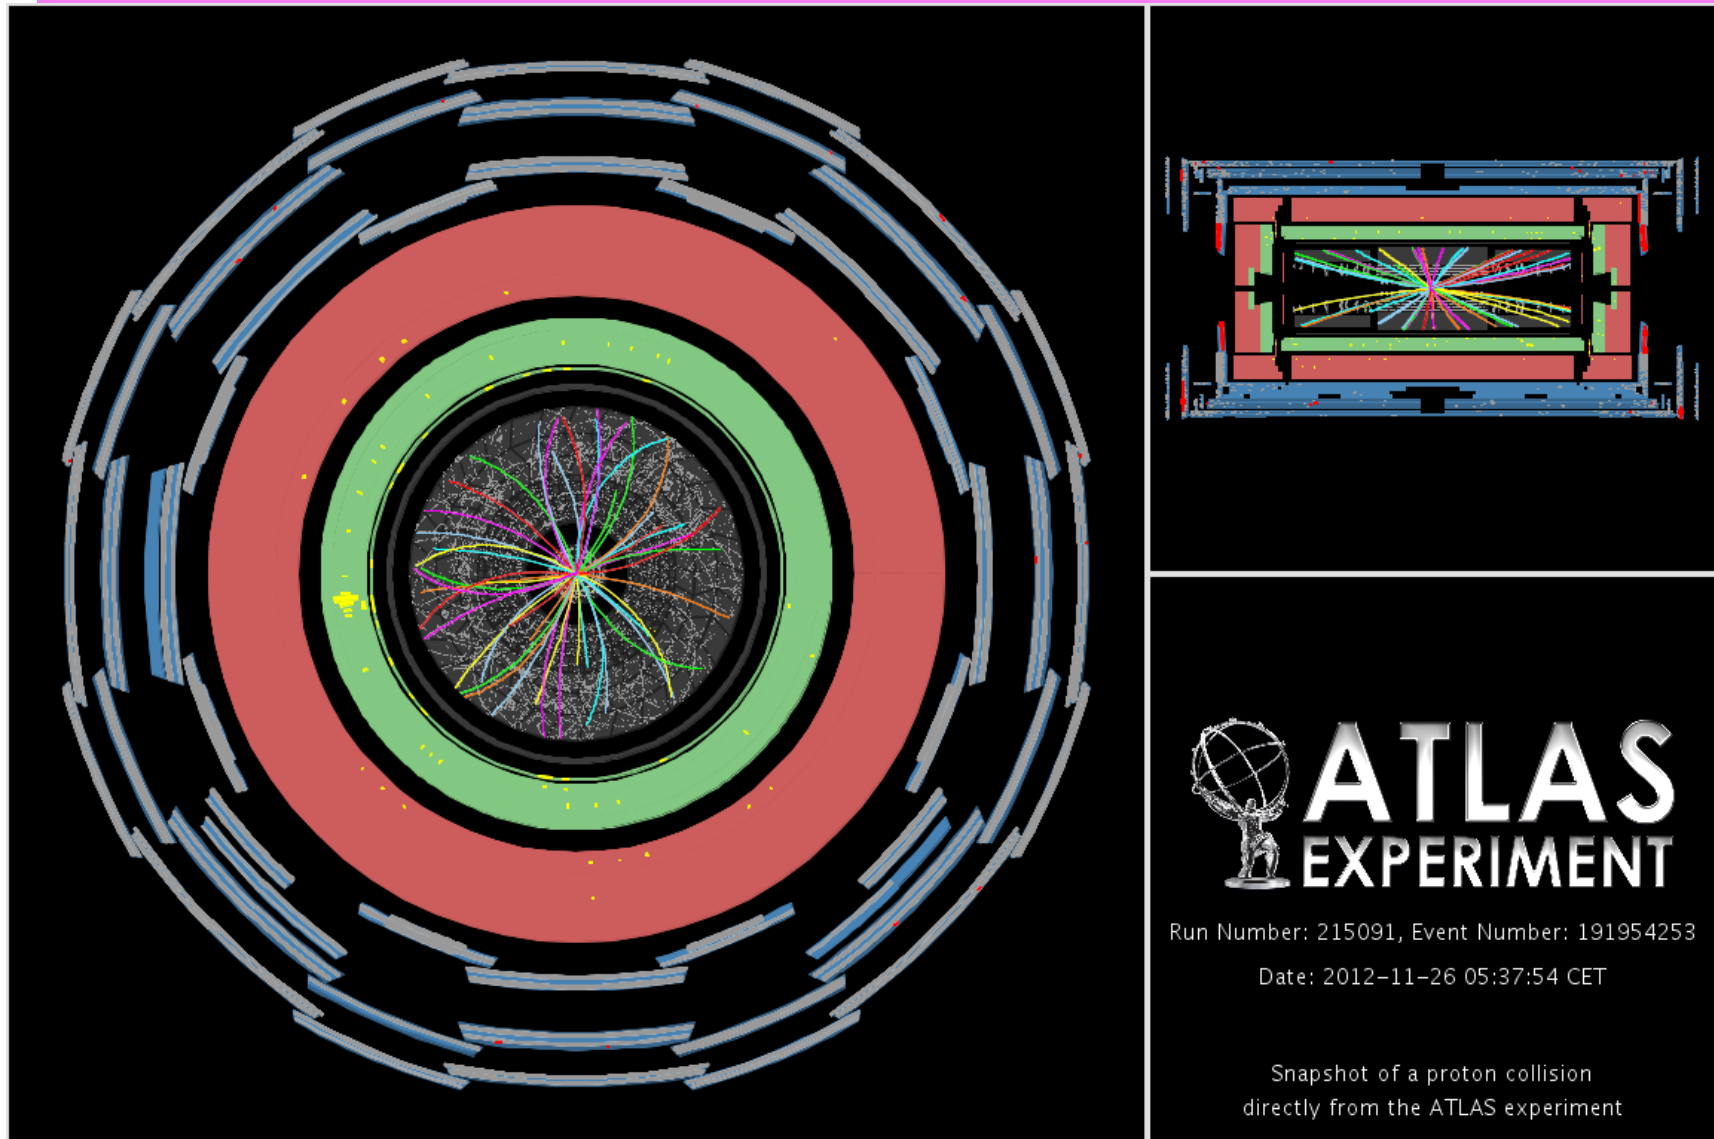 ATLAS
EXPERIMENT
Run Number: 215091, Event Number: 191954253
Date: 2012-11-26 05:37:54 CET
Snapshot of a proton collision
directly from the ATLAS experiment